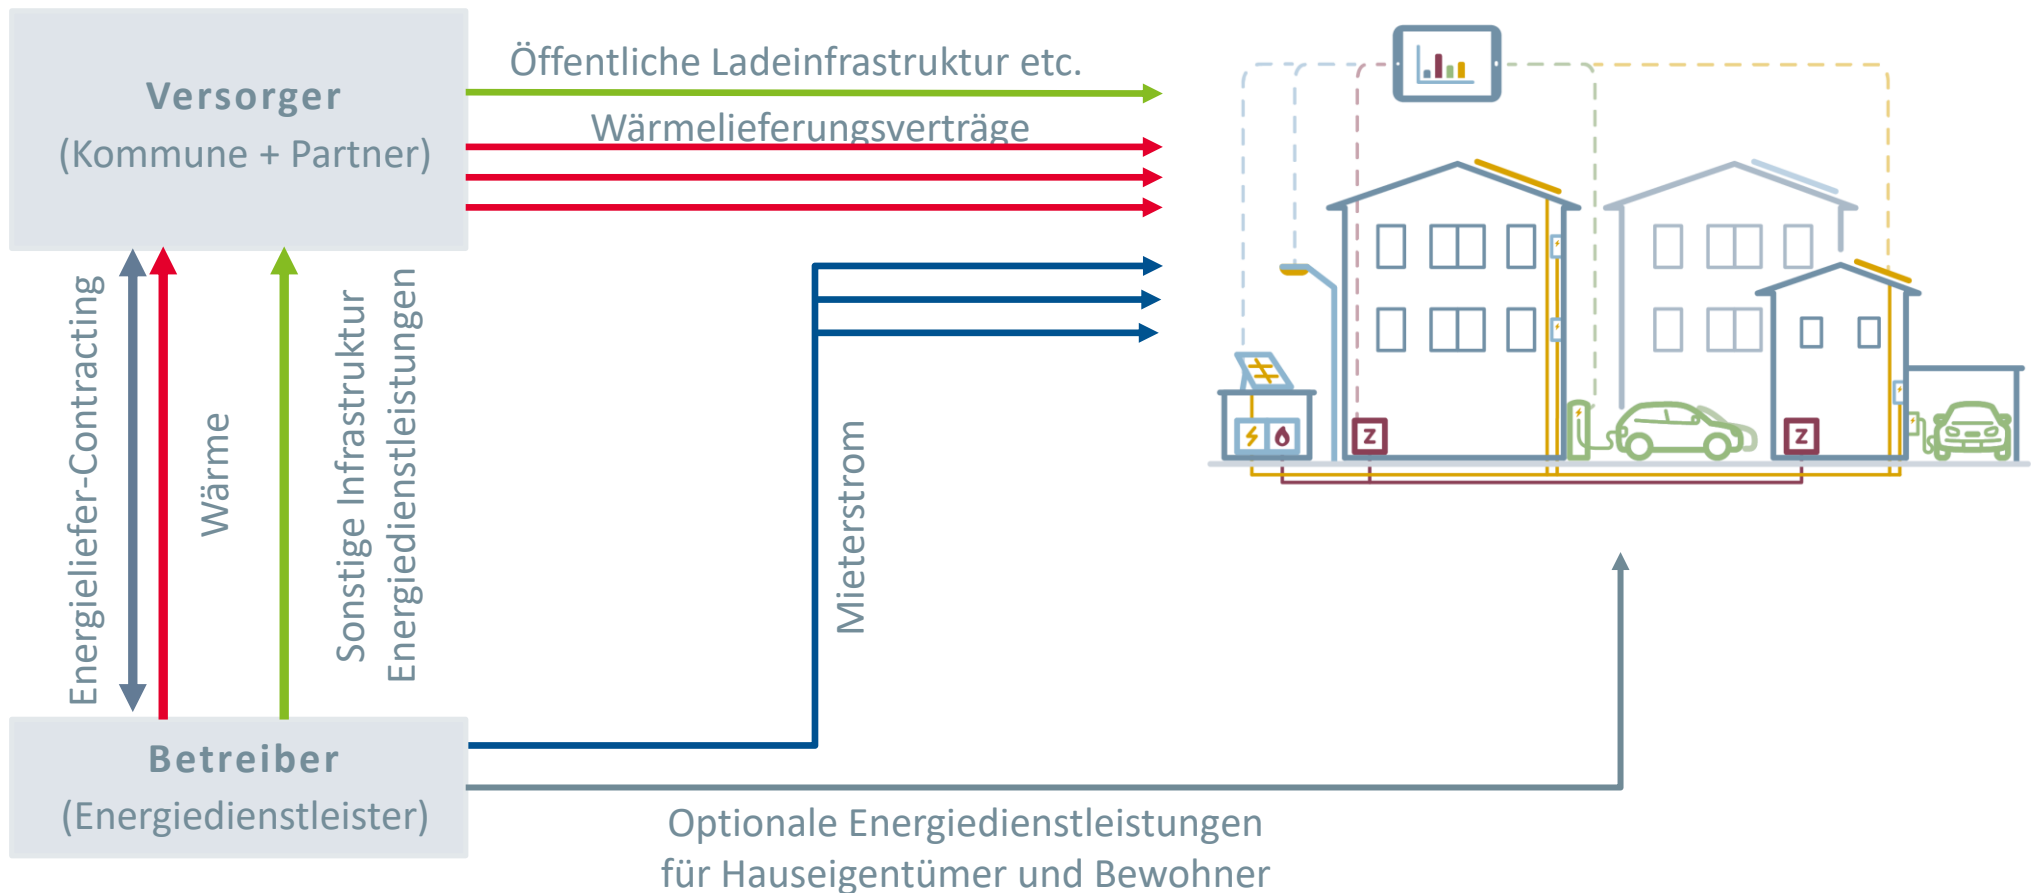 Versorger
(Kommune + Partner)
Öffentliche Ladeinfrastruktur etc.
Wärmelieferungsverträge
Energieliefer-Contracting
Wärme
Sonstige Infrastruktur
Energiedienstleistungen
Mieterstrom
Z
Z
Betreiber
(Energiedienstleister)
Optionale Energiedienstleistungen
für Hauseigentümer und Bewohner